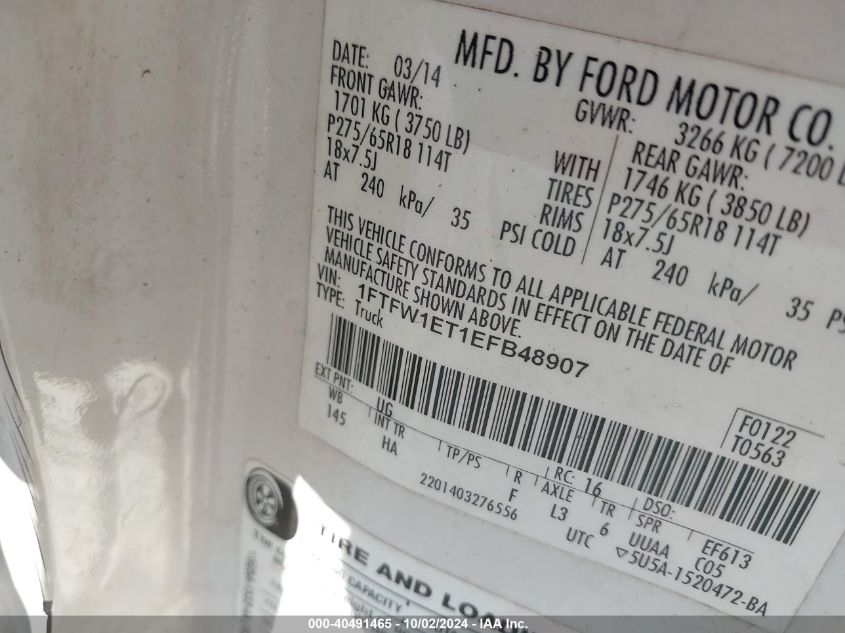 MFD. BY FORD MOTOR CO.
DATE: 03/14 GVWR: 3266 KG ( 7200
FRONT GAWR: REAR GAWR:
1701 KG ( 3750 LB) 1746 KG ( 3850 LB)
P275/65R18 114T WITH TIRES P275/65R18 114T
18x7.5J RIMS 18x7.5J
AT 240 kPa/ 35 PSI COLD AT 240 kPa/ 35
THIS VEHICLE CONFORMS TO ALL APPLICABLE FEDERAL MOTOR
VEHICLE SAFETY STANDARDS IN EFFECT ON THE DATE OF
MANUFACTURE SHOWN ABOVE.
VIN: 1FTFW1ET1EFB48907
TYPE: Truck
F0122
T0563
EXT PNT: UG RC: 16 DSO:
WB INT TR TP/PS R AXLE TR SPR EF613
145 HA F L3 6 UUAA C05
2201403276556 UTC ▽5U5A-1520472-BA
TIRE AND
CAPACITY
000-40491465 - 10/02/2024 - IAA Inc.